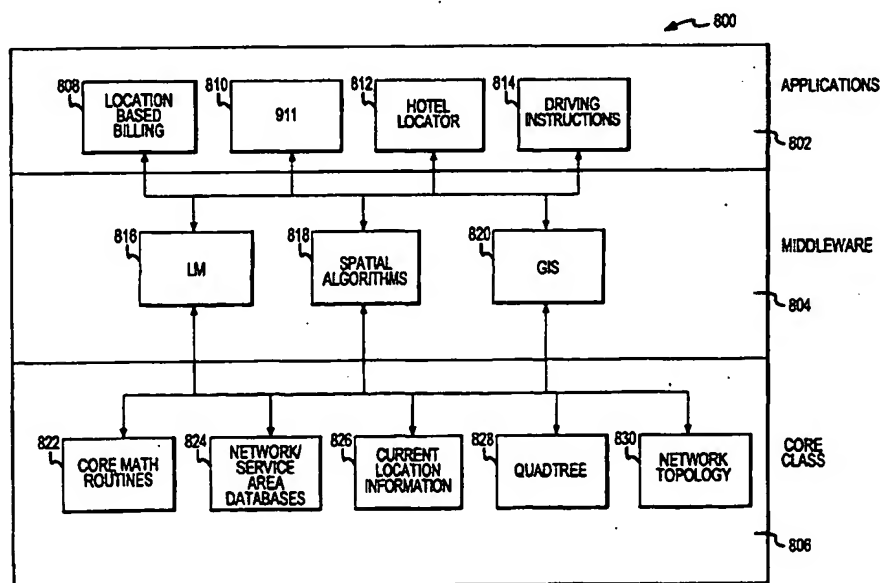 800
808
LOCATION
BASED
BILLING
810
911
812
HOTEL
LOCATOR
814
DRIVING
INSTRUCTIONS
APPLICATIONS
802
816
LM
818
SPATIAL
ALGORITHMS
820
GIS
MIDDLEWARE
804
822
CORE MATH
ROUTINES
824
NETWORK/
SERVICE
AREA
DATABASES
826
CURRENT
LOCATION
INFORMATION
828
QUADTREE
830
NETWORK
TOPOLOGY
CORE
CLASS
806